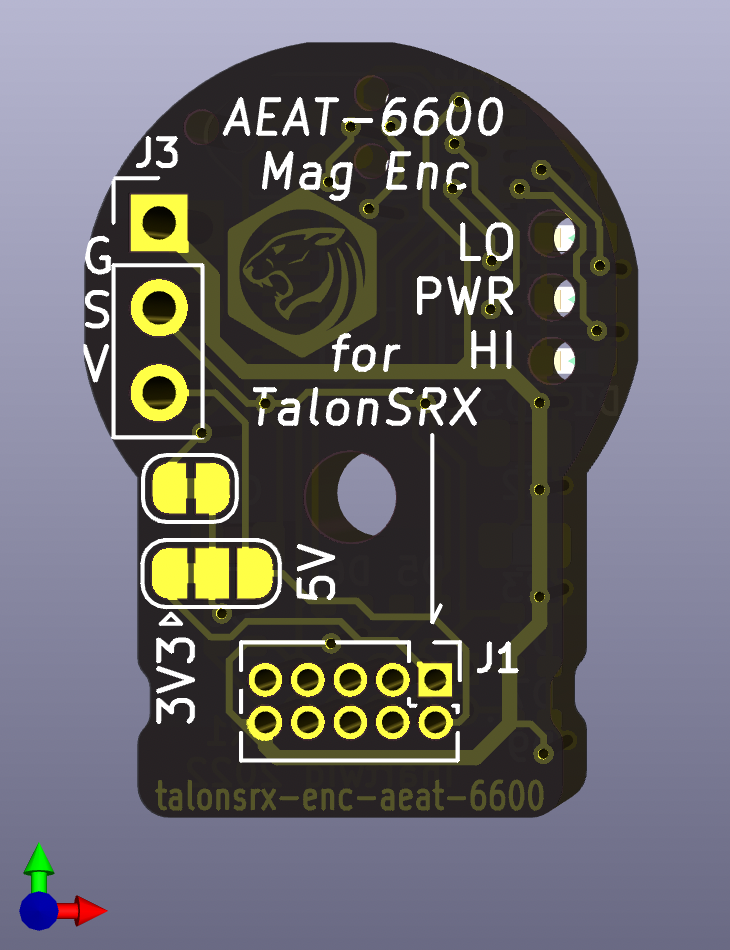 AEAT-6600
J3
Mag Enc
G
LO
S
PWR
V
HI
for
TalonSRX
5V
3V3
J1
talonsrx-enc-aeat-6600